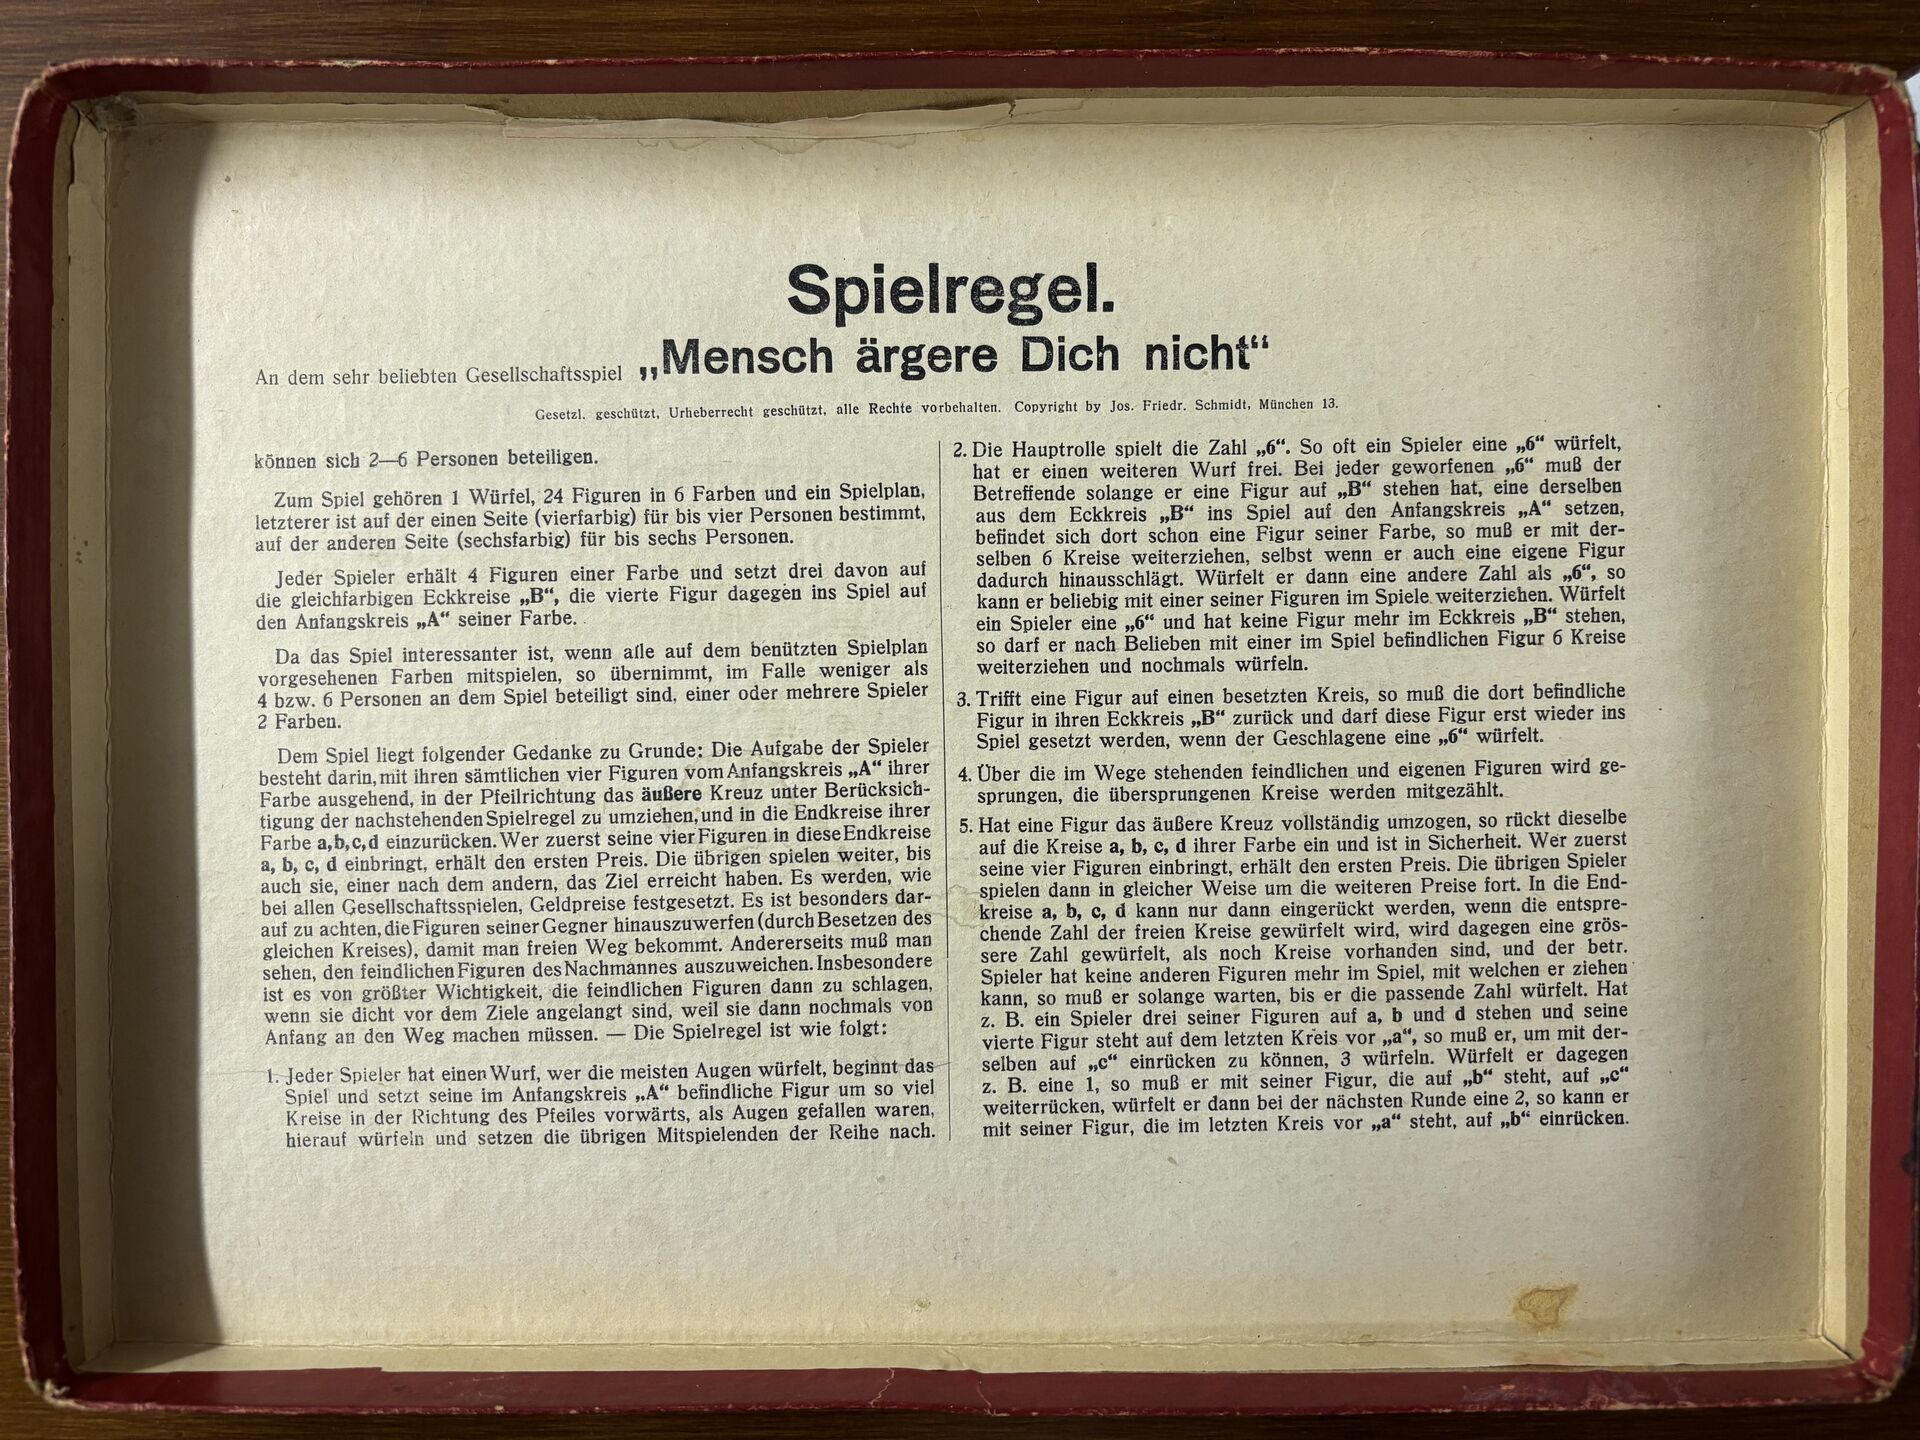 Spielregel.
An dem sehr beliebten Gesellschaftsspiel „Mensch ärgere Dich nicht“
Gesetzl. geschützt, Urheberrecht geschützt, alle Rechte vorbehalten. Copyright by Jos. Friedr. Schmidt, München 13.
können sich 2—6 Personen beteiligen.
Zum Spiel gehören 1 Würfel, 24 Figuren in 6 Farben und ein Spielplan,
letzterer ist auf der einen Seite (vierfarbig) für bis vier Personen bestimmt,
auf der anderen Seite (sechsfarbig) für bis sechs Personen.
Jeder Spieler erhält 4 Figuren einer Farbe und setzt drei davon auf
die gleichfarbigen Eckkreise „B“, die vierte Figur dagegen ins Spiel auf
den Anfangskreis „A“ seiner Farbe.
Da das Spiel interessanter ist, wenn alle auf dem benützten Spielplan
vorgesehenen Farben mitspielen, so übernimmt, im Falle weniger als
4 bzw. 6 Personen an dem Spiel beteiligt sind, einer oder mehrere Spieler
2 Farben.
Dem Spiel liegt folgender Gedanke zu Grunde: Die Aufgabe der Spieler
besteht darin, mit ihren sämtlichen vier Figuren vom Anfangskreis „A“ ihrer
Farbe ausgehend, in der Pfeilrichtung das äußere Kreuz unter Berücksich-
tigung der nachstehenden Spielregel zu umziehen, und in die Endkreise ihrer
Farbe a, b, c, d einzurücken. Wer zuerst seine vier Figuren in diese Endkreise
a, b, c, d einbringt, erhält den ersten Preis. Die übrigen spielen weiter, bis
auch sie, einer nach dem andern, das Ziel erreicht haben. Es werden, wie
bei allen Gesellschaftsspielen, Geldpreise festgesetzt. Es ist besonders dar-
auf zu achten, die Figuren seiner Gegner hinauszuwerfen (durch Besetzen des
gleichen Kreises), damit man freien Weg bekommt. Andererseits muß man
sehen, den feindlichen Figuren des Nachmannes auszuweichen. Insbesondere
ist es von größter Wichtigkeit, die feindlichen Figuren dann zu schlagen,
wenn sie dicht vor dem Ziele angelangt sind, weil sie dann nochmals von
Anfang an den Weg machen müssen. — Die Spielregel ist wie folgt:
1. Jeder Spieler hat einen Wurf, wer die meisten Augen würfelt, beginnt das
Spiel und setzt seine im Anfangskreis „A“ befindliche Figur um so viel
Kreise in der Richtung des Pfeiles vorwärts, als Augen gefallen waren,
hierauf würfeln und setzen die übrigen Mitspielenden der Reihe nach.
2. Die Hauptrolle spielt die Zahl „6“. So oft ein Spieler eine „6“ würfelt,
hat er einen weiteren Wurf frei. Bei jeder geworfenen „6“ muß der
Betreffende solange er eine Figur auf „B“ stehen hat, eine derselben
aus dem Eckkreis „B“ ins Spiel auf den Anfangskreis „A“ setzen,
befindet sich dort schon eine Figur seiner Farbe, so muß er mit der-
selben 6 Kreise weiterziehen, selbst wenn er auch eine eigene Figur
dadurch hinausschlägt. Würfelt er dann eine andere Zahl als „6“, so
kann er beliebig mit einer seiner Figuren im Spiele weiterziehen. Würfelt
ein Spieler eine „6“ und hat keine Figur mehr im Eckkreis „B“ stehen,
so darf er nach Belieben mit einer im Spiel befindlichen Figur 6 Kreise
weiterziehen und nochmals würfeln.
3. Trifft eine Figur auf einen besetzten Kreis, so muß die dort befindliche
Figur in ihren Eckkreis „B“ zurück und darf diese Figur erst wieder ins
Spiel gesetzt werden, wenn der Geschlagene eine „6“ würfelt.
4. Über die im Wege stehenden feindlichen und eigenen Figuren wird ge-
sprungen, die übersprungenen Kreise werden mitgezählt.
5. Hat eine Figur das äußere Kreuz vollständig umzogen, so rückt dieselbe
auf die Kreise a, b, c, d ihrer Farbe ein und ist in Sicherheit. Wer zuerst
seine vier Figuren einbringt, erhält den ersten Preis. Die übrigen Spieler
spielen dann in gleicher Weise um die weiteren Preise fort. In die End-
kreise a, b, c, d kann nur dann eingerückt werden, wenn die entspre-
chende Zahl der freien Kreise gewürfelt wird, wird dagegen eine grös-
sere Zahl gewürfelt, als noch Kreise vorhanden sind, und der betr.
Spieler hat keine anderen Figuren mehr im Spiel, mit welchen er ziehen
kann, so muß er solange warten, bis er die passende Zahl würfelt. Hat
z. B. ein Spieler drei seiner Figuren auf a, b und d stehen und seine
vierte Figur steht auf dem letzten Kreis vor „a“, so muß er, um mit der-
selben auf „c“ einrücken zu können, 3 würfeln. Würfelt er dagegen
z. B. eine 1, so muß er mit seiner Figur, die auf „b“ steht, auf „c“
weiterrücken, würfelt er dann bei der nächsten Runde eine 2, so kann er
mit seiner Figur, die im letzten Kreis vor „a“ steht, auf „b“ einrücken.